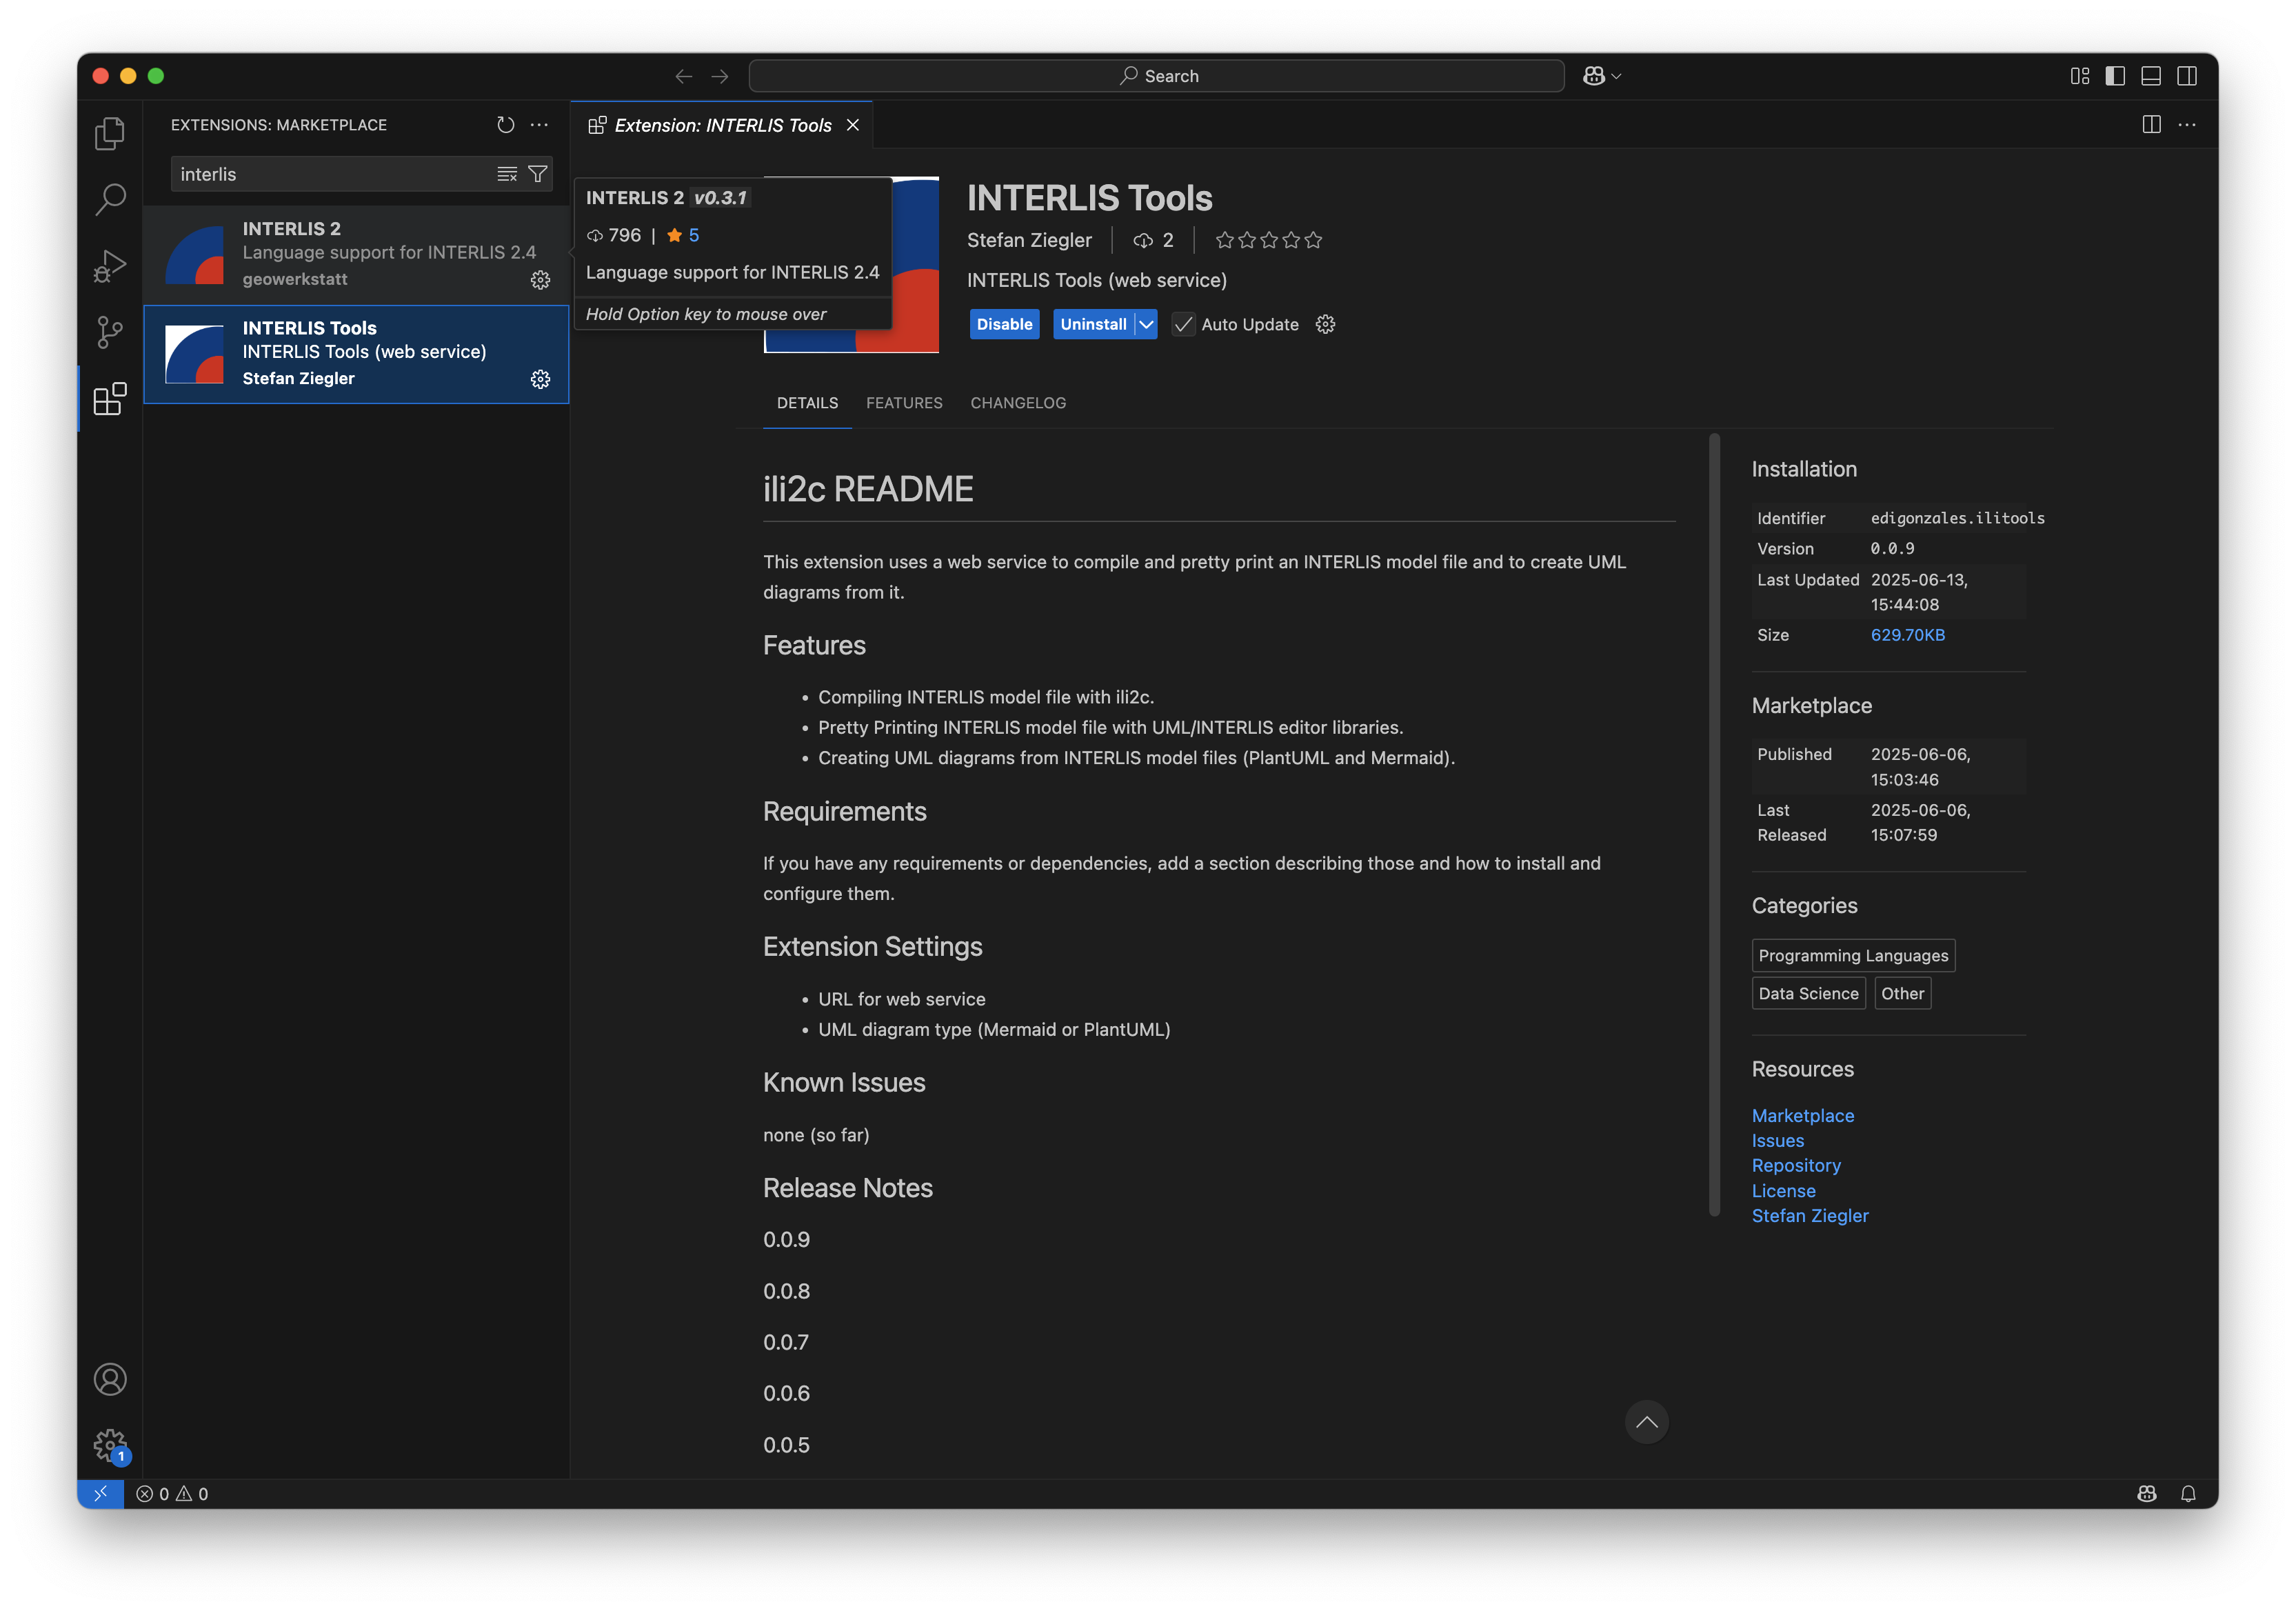 Search
EXTENSIONS: MARKETPLACE
interlis
INTERLIS 2
Language support for INTERLIS 2.4
geowerkstatt
INTERLIS Tools
INTERLIS Tools (web service)
Stefan Ziegler
Extension: INTERLIS Tools
INTERLIS 2 v0.3.1
796 | 5
Language support for INTERLIS 2.4
Hold Option key to mouse over
INTERLIS Tools
Stefan Ziegler | 2 |
INTERLIS Tools (web service)
Disable Uninstall Auto Update
DETAILS FEATURES CHANGELOG
ili2c README
This extension uses a web service to compile and pretty print an INTERLIS model file and to create UML
diagrams from it.
Features
• Compiling INTERLIS model file with ili2c.
• Pretty Printing INTERLIS model file with UML/INTERLIS editor libraries.
• Creating UML diagrams from INTERLIS model files (PlantUML and Mermaid).
Requirements
If you have any requirements or dependencies, add a section describing those and how to install and
configure them.
Extension Settings
• URL for web service
• UML diagram type (Mermaid or PlantUML)
Known Issues
none (so far)
Release Notes
0.0.9
0.0.8
0.0.7
0.0.6
0.0.5
Installation
Identifier edigonzales.ilitools
Version 0.0.9
Last Updated 2025-06-13,
15:44:08
Size 629.70KB
Marketplace
Published 2025-06-06,
15:03:46
Last 2025-06-06,
Released 15:07:59
Categories
Programming Languages
Data Science Other
Resources
Marketplace
Issues
Repository
License
Stefan Ziegler
1
0 0